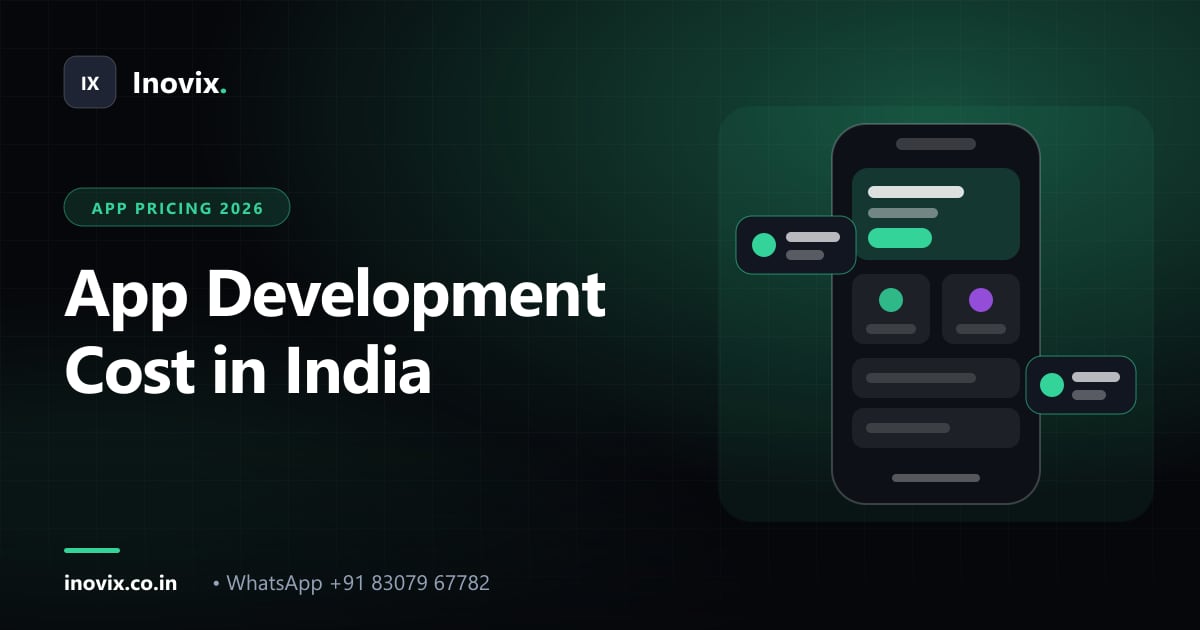 IX
Inovix.
APP PRICING 2026
App Development
Cost in India
inovix.co.in • WhatsApp +91 83079 67782